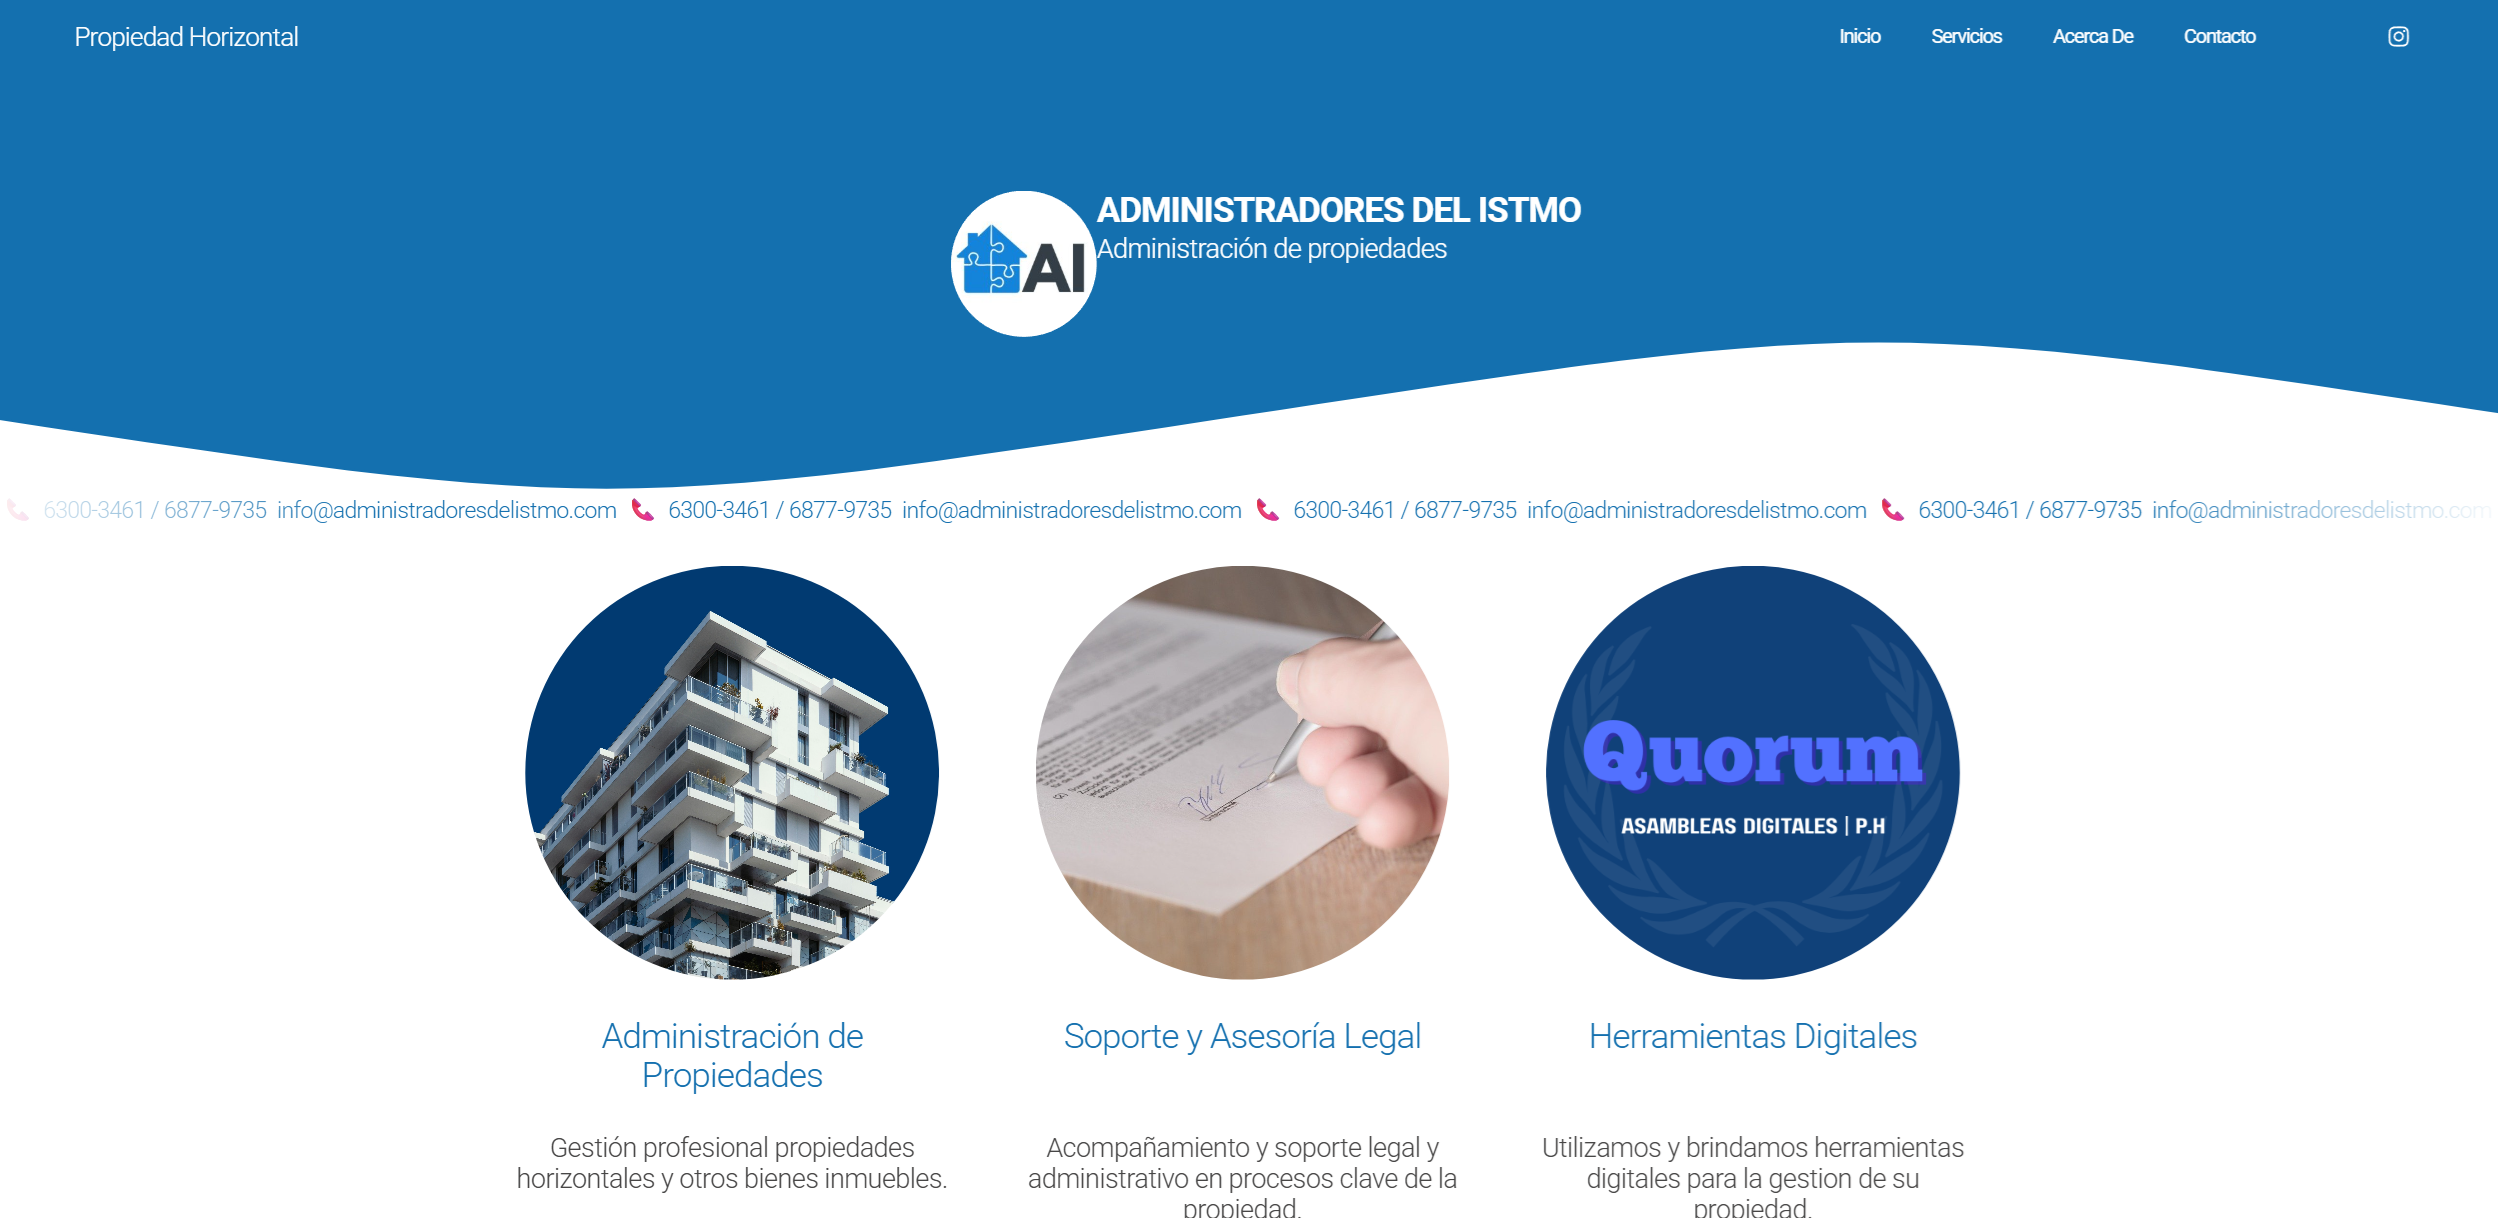 Propiedad Horizontal
Inicio Servicios Acerca De Contacto
ADMINISTRADORES DEL ISTMO
Administración de propiedades
AI
6300-3461 / 6877-9735 info@administradoresdelistmo.com 6300-3461 / 6877-9735 info@administradoresdelistmo.com 6300-3461 / 6877-9735 info@administradoresdelistmo.com 6300-3461 / 6877-9735 info@administradoresdelistmo.com
Quorum
ASAMBLEAS DIGITALES | P.H
Administración de
Propiedades
Soporte y Asesoría Legal
Herramientas Digitales
Gestión profesional propiedades
horizontales y otros bienes inmuebles.
Acompañamiento y soporte legal y
administrativo en procesos clave de la
propiedad.
Utilizamos y brindamos herramientas
digitales para la gestion de su
propiedad.